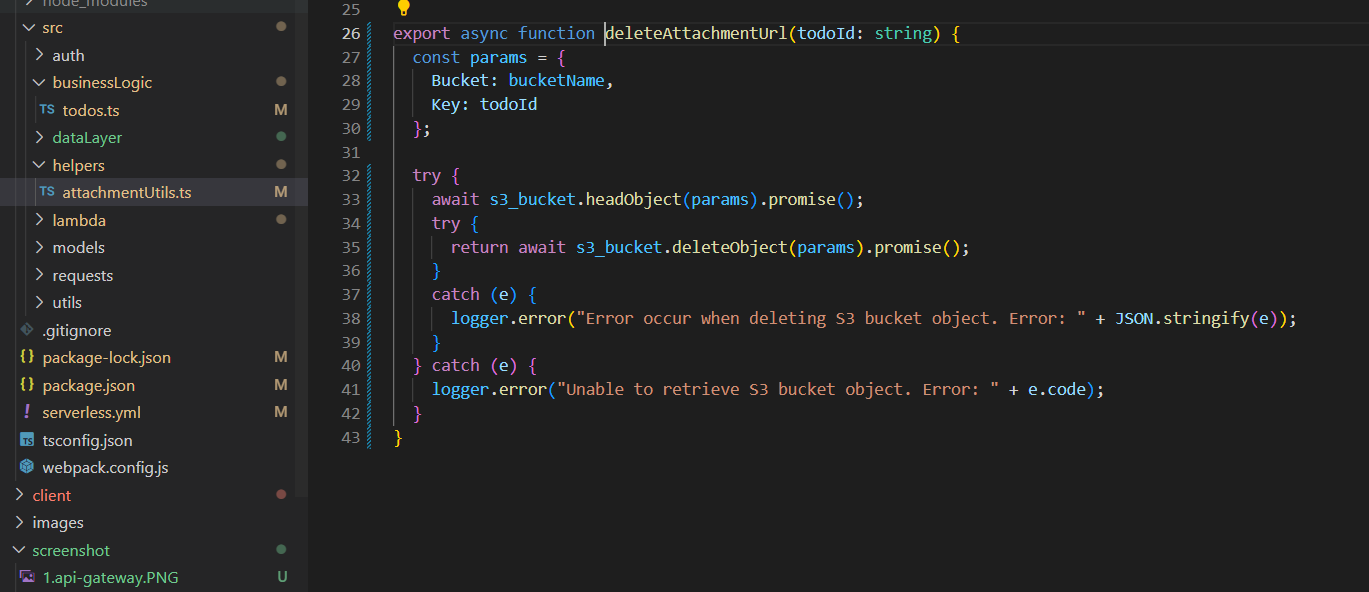 node_modules
src
auth
businessLogic
TS todos.ts M
dataLayer
helpers
TS attachmentUtils.ts M
lambda
models
requests
utils
.gitignore
{} package-lock.json M
{} package.json M
! serverless.yml M
TS tsconfig.json
webpack.config.js
client
images
screenshot
1.api-gateway.PNG U
25
26 export async function deleteAttachmentUrl(todoId: string) {
27 const params = {
28 Bucket: bucketName,
29 Key: todoId
30 };
31
32 try {
33 await s3_bucket.headObject(params).promise();
34 try {
35 return await s3_bucket.deleteObject(params).promise();
36 }
37 catch (e) {
38 logger.error("Error occur when deleting S3 bucket object. Error: " + JSON.stringify(e));
39 }
40 } catch (e) {
41 logger.error("Unable to retrieve S3 bucket object. Error: " + e.code);
42 }
43 }